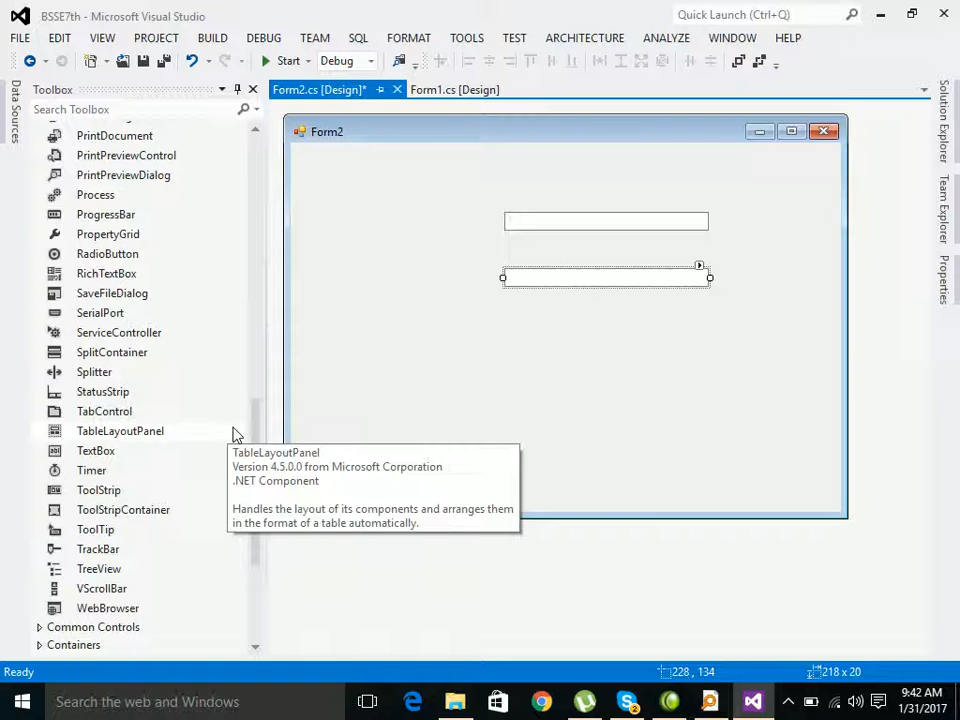 BSSE7th - Microsoft Visual Studio
Quick Launch (Ctrl+Q)
FILE EDIT VIEW PROJECT BUILD DEBUG TEAM SQL FORMAT TOOLS TEST ARCHITECTURE ANALYZE WINDOW HELP
Start Debug
Data Sources
Toolbox
Search Toolbox
PrintDocument
PrintPreviewControl
PrintPreviewDialog
Process
ProgressBar
PropertyGrid
RadioButton
RichTextBox
SaveFileDialog
SerialPort
ServiceController
SplitContainer
Splitter
StatusStrip
TabControl
TableLayoutPanel
TextBox
Timer
ToolStrip
ToolStripContainer
ToolTip
TrackBar
TreeView
VScrollBar
WebBrowser
Common Controls
Containers
Form2.cs [Design]* Form1.cs [Design]
Form2
TableLayoutPanel
Version 4.5.0.0 from Microsoft Corporation
.NET Component
Handles the layout of its components and arranges them
in the format of a table automatically.
Solution Explorer
Team Explorer
Properties
Ready 228 , 134 218 x 20
Search the web and Windows
9:42 AM
1/31/2017